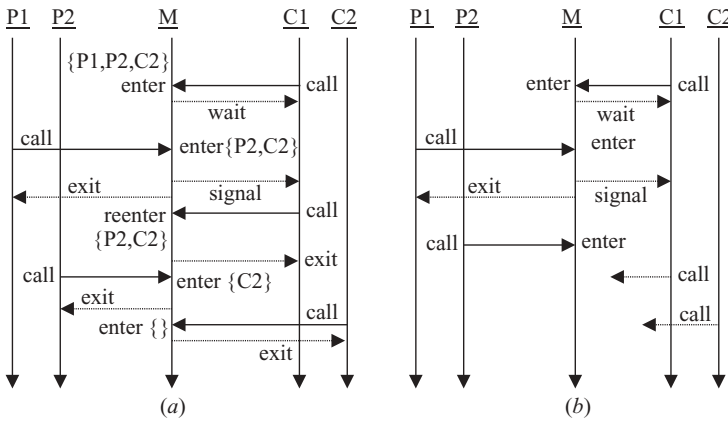 P1 P2 M C1 C2
{P1,P2,C2}
enter call
wait
call enter{P2,C2}
exit signal
reenter call
{P2,C2}
exit
call enter {C2}
exit call
enter {}
exit
(a)
P1 P2 M C1 C2
enter call
wait
call enter
exit signal
call enter
call
call
(b)